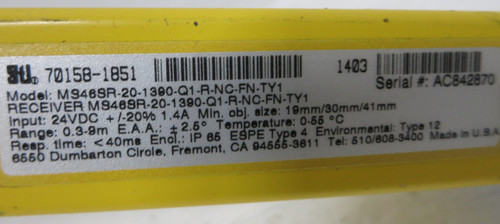 STI. 70158-1851 1403
Serial #: AC842870
Model: MS46SR-20-1390-Q1-R-NC-FN-TY1
RECEIVER MS46SR-20-1390-Q1-R-NC-FN-TY1
Input: 24VDC +/-20% 1.4A Min. obj. size: 19mm/30mm/41mm
Range: 0.3-9m E.A.A.: ±2.5° Temperature: 0-55 °C
Resp. time: <40ms Encl.: IP 65 ESPE Type 4 Environmental: Type 12
6550 Dumbarton Circle, Fremont, CA 94555-3611 Tel: 510/608-3400 Made in U.S.A